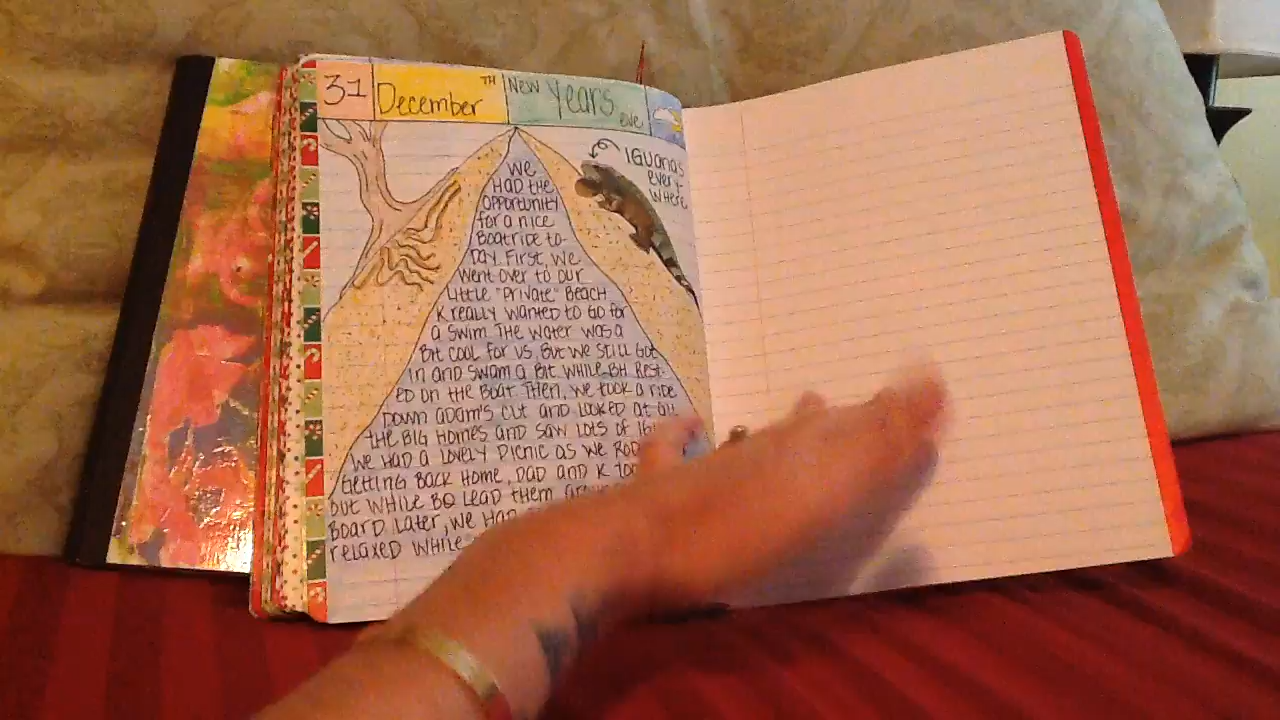 31 December TH New Years eve
Iguanas
every-
where
We
Had the
opportunity
for a nice
Boatride to-
day. First, we
went over to our
Little "Private" Beach
K really wanted to go for
a swim. The water was a
Bit cool for us, But we still got
in and swam a Bit while BH Rest-
ed on the Boat. Then, we took a ride
Down Adam's cut and looked at all
the Big Homes and saw lots of
We Had a lovely Picnic as we
Getting Back Home, Dad and K
But while BQ lead them
Board later, we
relaxed while